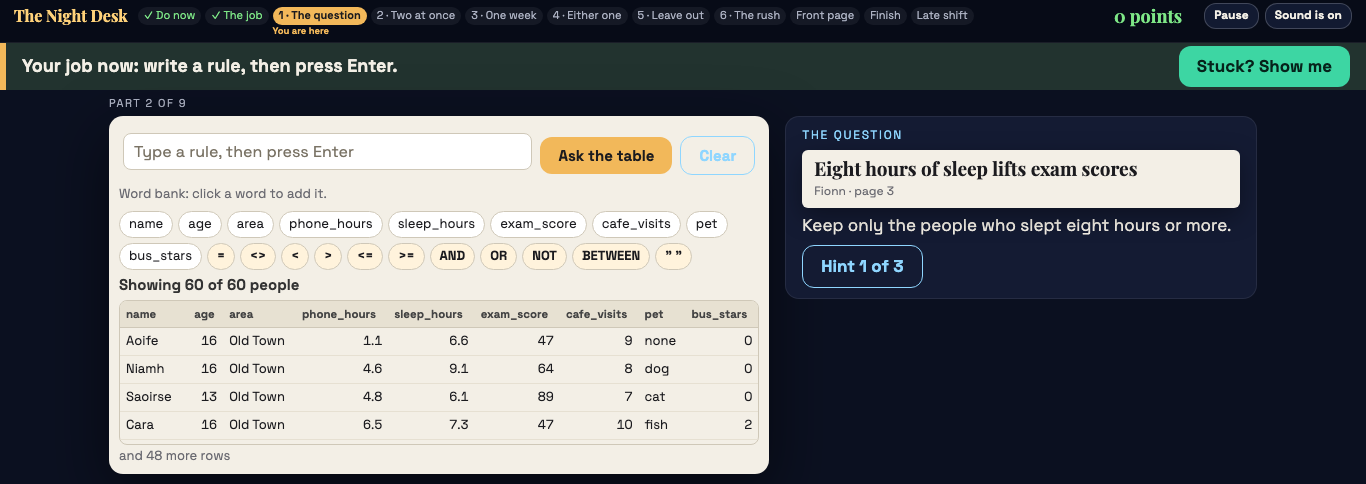 The Night Desk ✓ Do now ✓ The job 1 · The question 2 · Two at once 3 · One week 4 · Either one 5 · Leave out 6 · The rush Front page Finish Late shift 0 points Pause Sound is on
You are here
Your job now: write a rule, then press Enter. Stuck? Show me
PART 2 OF 9
Type a rule, then press Enter Ask the table Clear
Word bank: click a word to add it.
name age area phone_hours sleep_hours exam_score cafe_visits pet
bus_stars = <> < > <= >= AND OR NOT BETWEEN " "
Showing 60 of 60 people
name age area phone_hours sleep_hours exam_score cafe_visits pet bus_stars
Aoife 16 Old Town 1.1 6.6 47 9 none 0
Niamh 16 Old Town 4.6 9.1 64 8 dog 0
Saoirse 13 Old Town 4.8 6.1 89 7 cat 0
Cara 16 Old Town 6.5 7.3 47 10 fish 2
and 48 more rows
THE QUESTION
Eight hours of sleep lifts exam scores
Fionn · page 3
Keep only the people who slept eight hours or more.
Hint 1 of 3